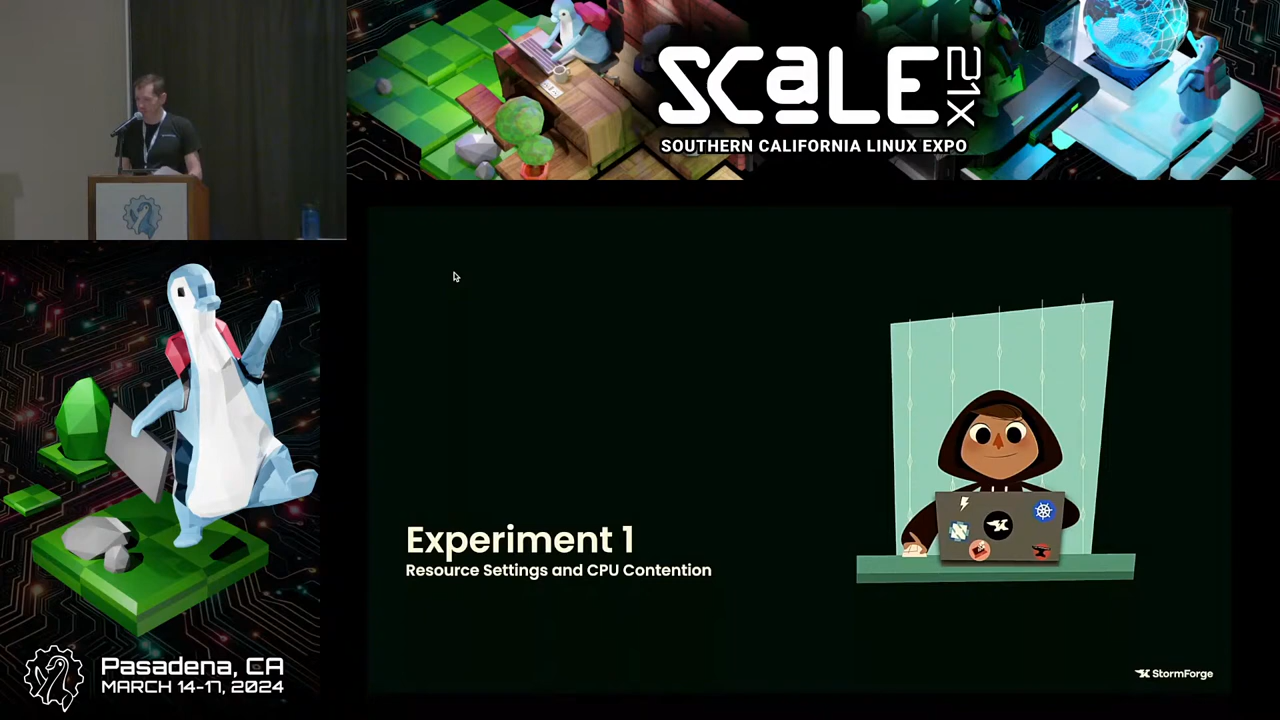 SCaLE 21X
SOUTHERN CALIFORNIA LINUX EXPO
Experiment 1
Resource Settings and CPU Contention
StormForge
Pasadena, CA
MARCH 14-17, 2024